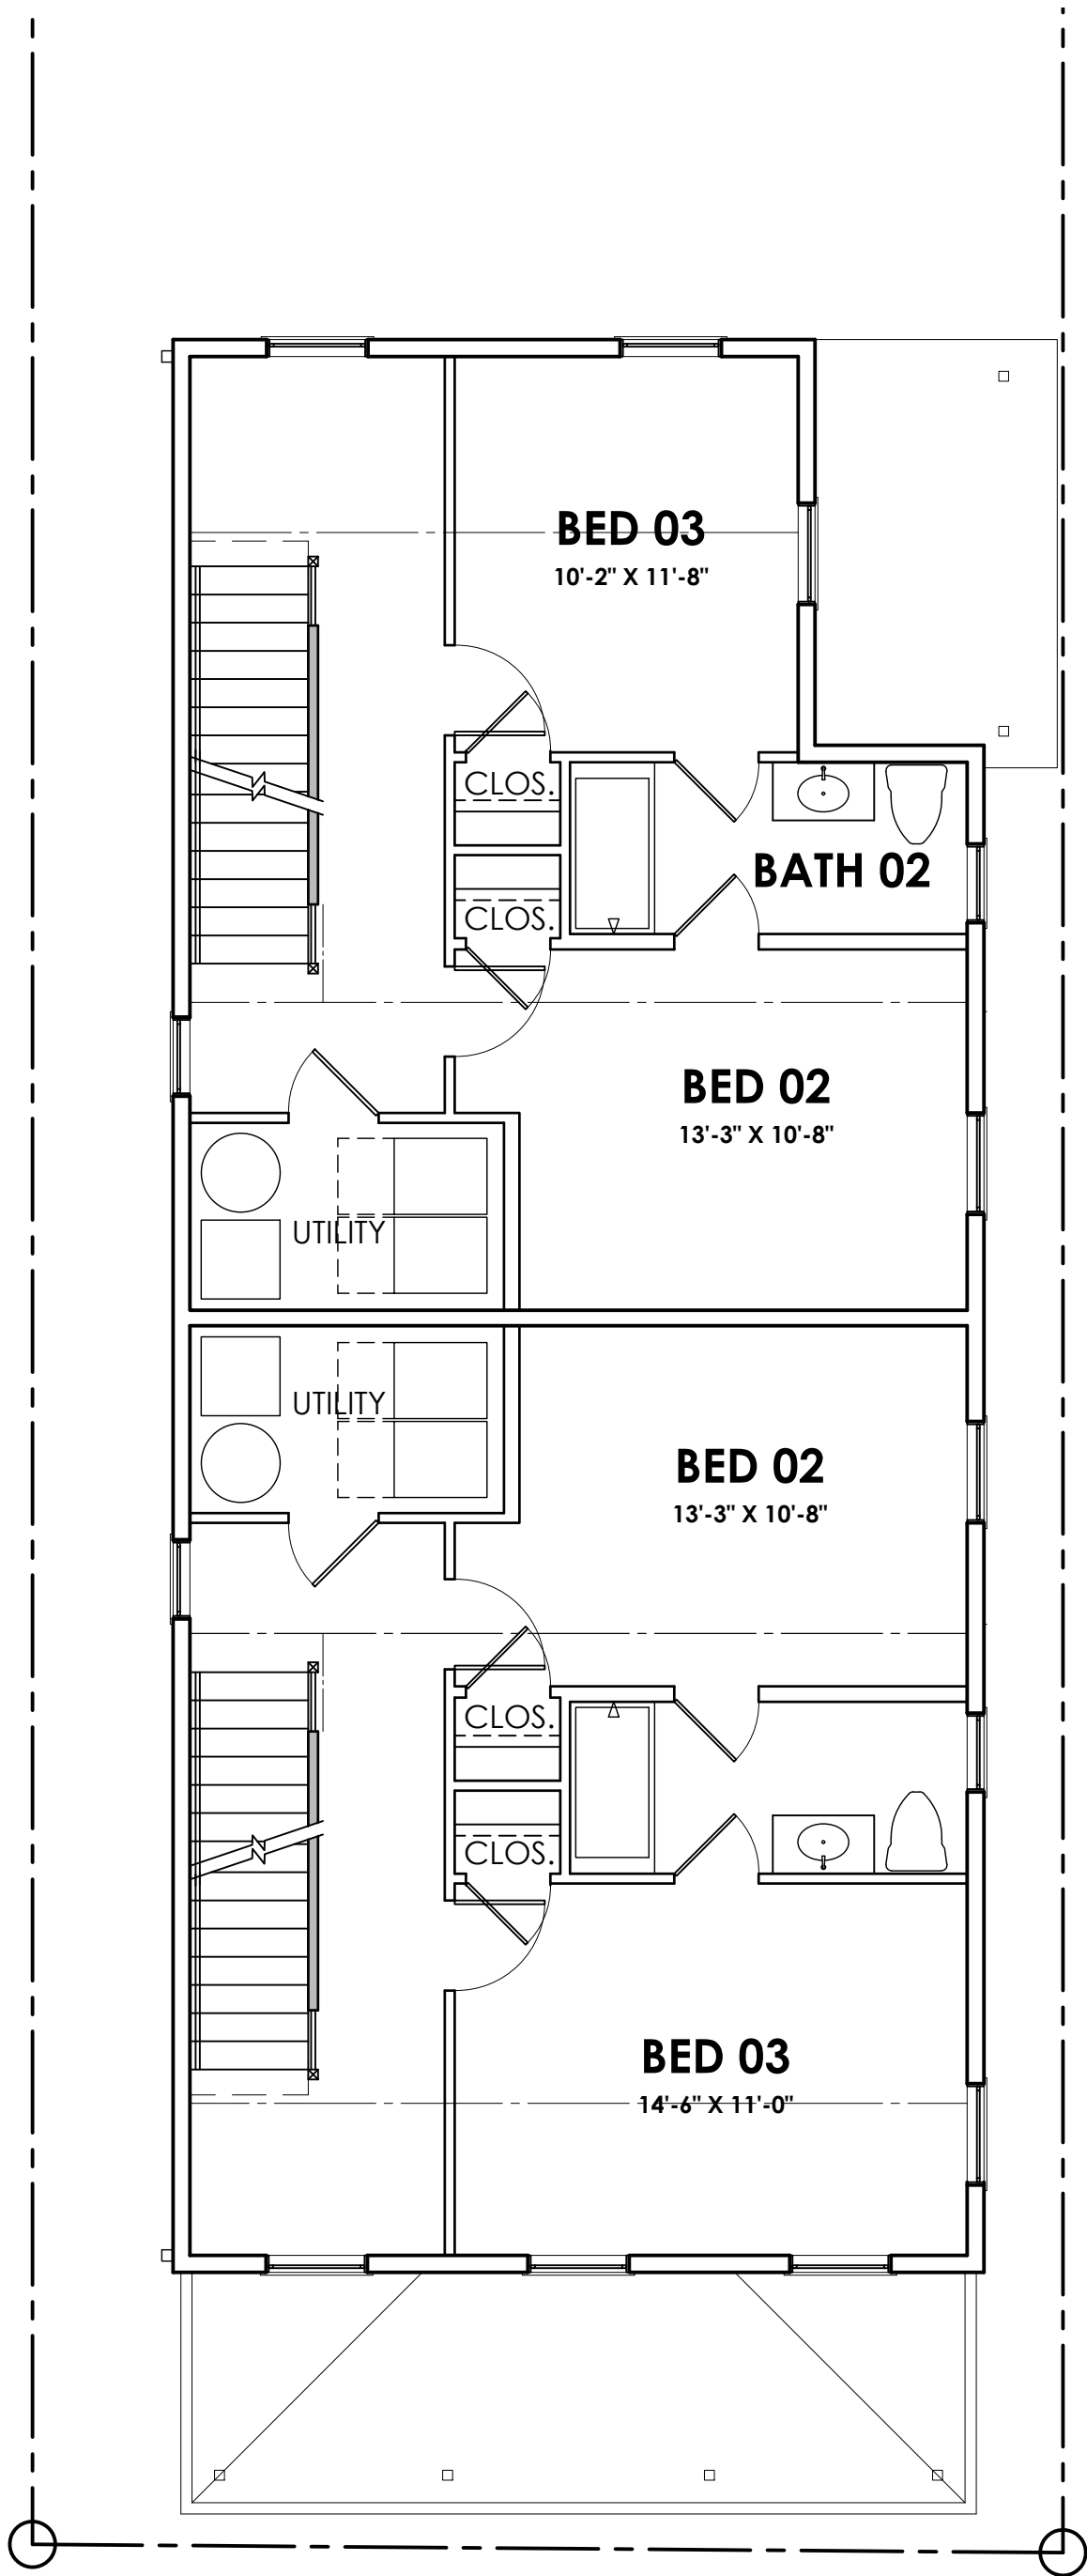 BED 03
10'-2" X 11'-8"
CLOS.
BATH 02
CLOS.
BED 02
13'-3" X 10'-8"
UTILITY
UTILITY
BED 02
13'-3" X 10'-8"
CLOS.
CLOS.
BED 03
14'-6" X 11'-0"